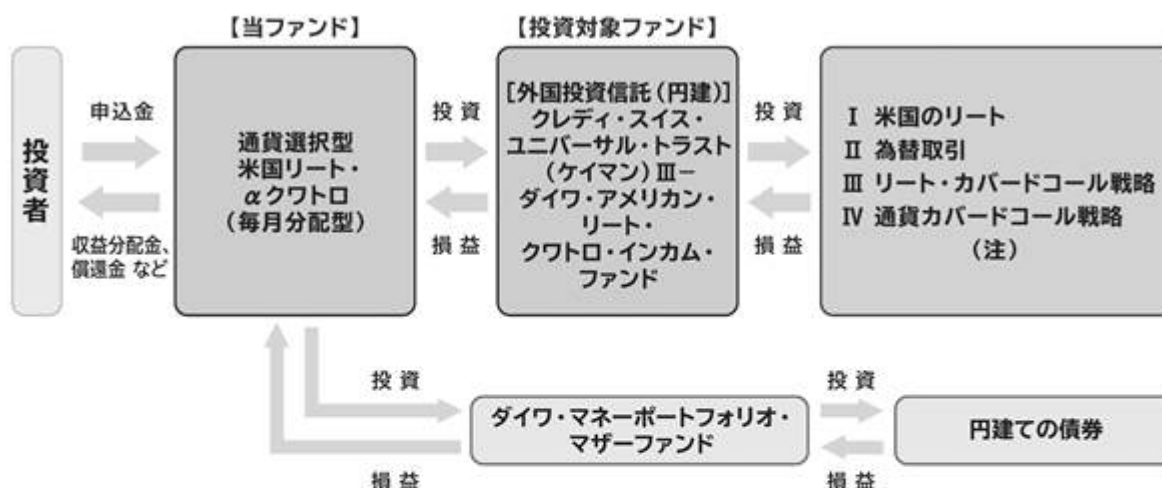 【当ファンド】
【投資対象ファンド】
投資者
申込金
収益分配金、
償還金 など
通貨選択型
米国リート・
αクワトロ
(毎月分配型)
投 資
損 益
[外国投資信託(円建)]
クレディ・スイス・
ユニバーサル・トラスト
(ケイマン)Ⅲ－
ダイワ・アメリカン・
リート・
クワトロ・インカム・
ファンド
投 資
損 益
Ⅰ 米国のリート
Ⅱ 為替取引
Ⅲ リート・カバードコール戦略
Ⅳ 通貨カバードコール戦略
(注)
投 資
損 益
ダイワ・マネーポートフォリオ・
マザーファンド
投 資
損 益
円建ての債券